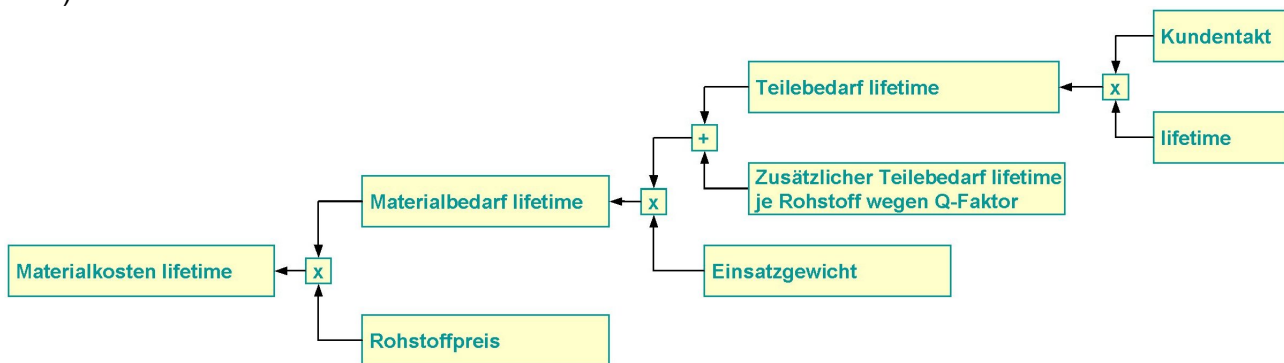 )
Kundentakt
x
Teilebedarf lifetime
lifetime
+
Zusätzlicher Teilebedarf lifetime
je Rohstoff wegen Q-Faktor
Materialbedarf lifetime
x
Einsatzgewicht
Materialkosten lifetime
x
Rohstoffpreis